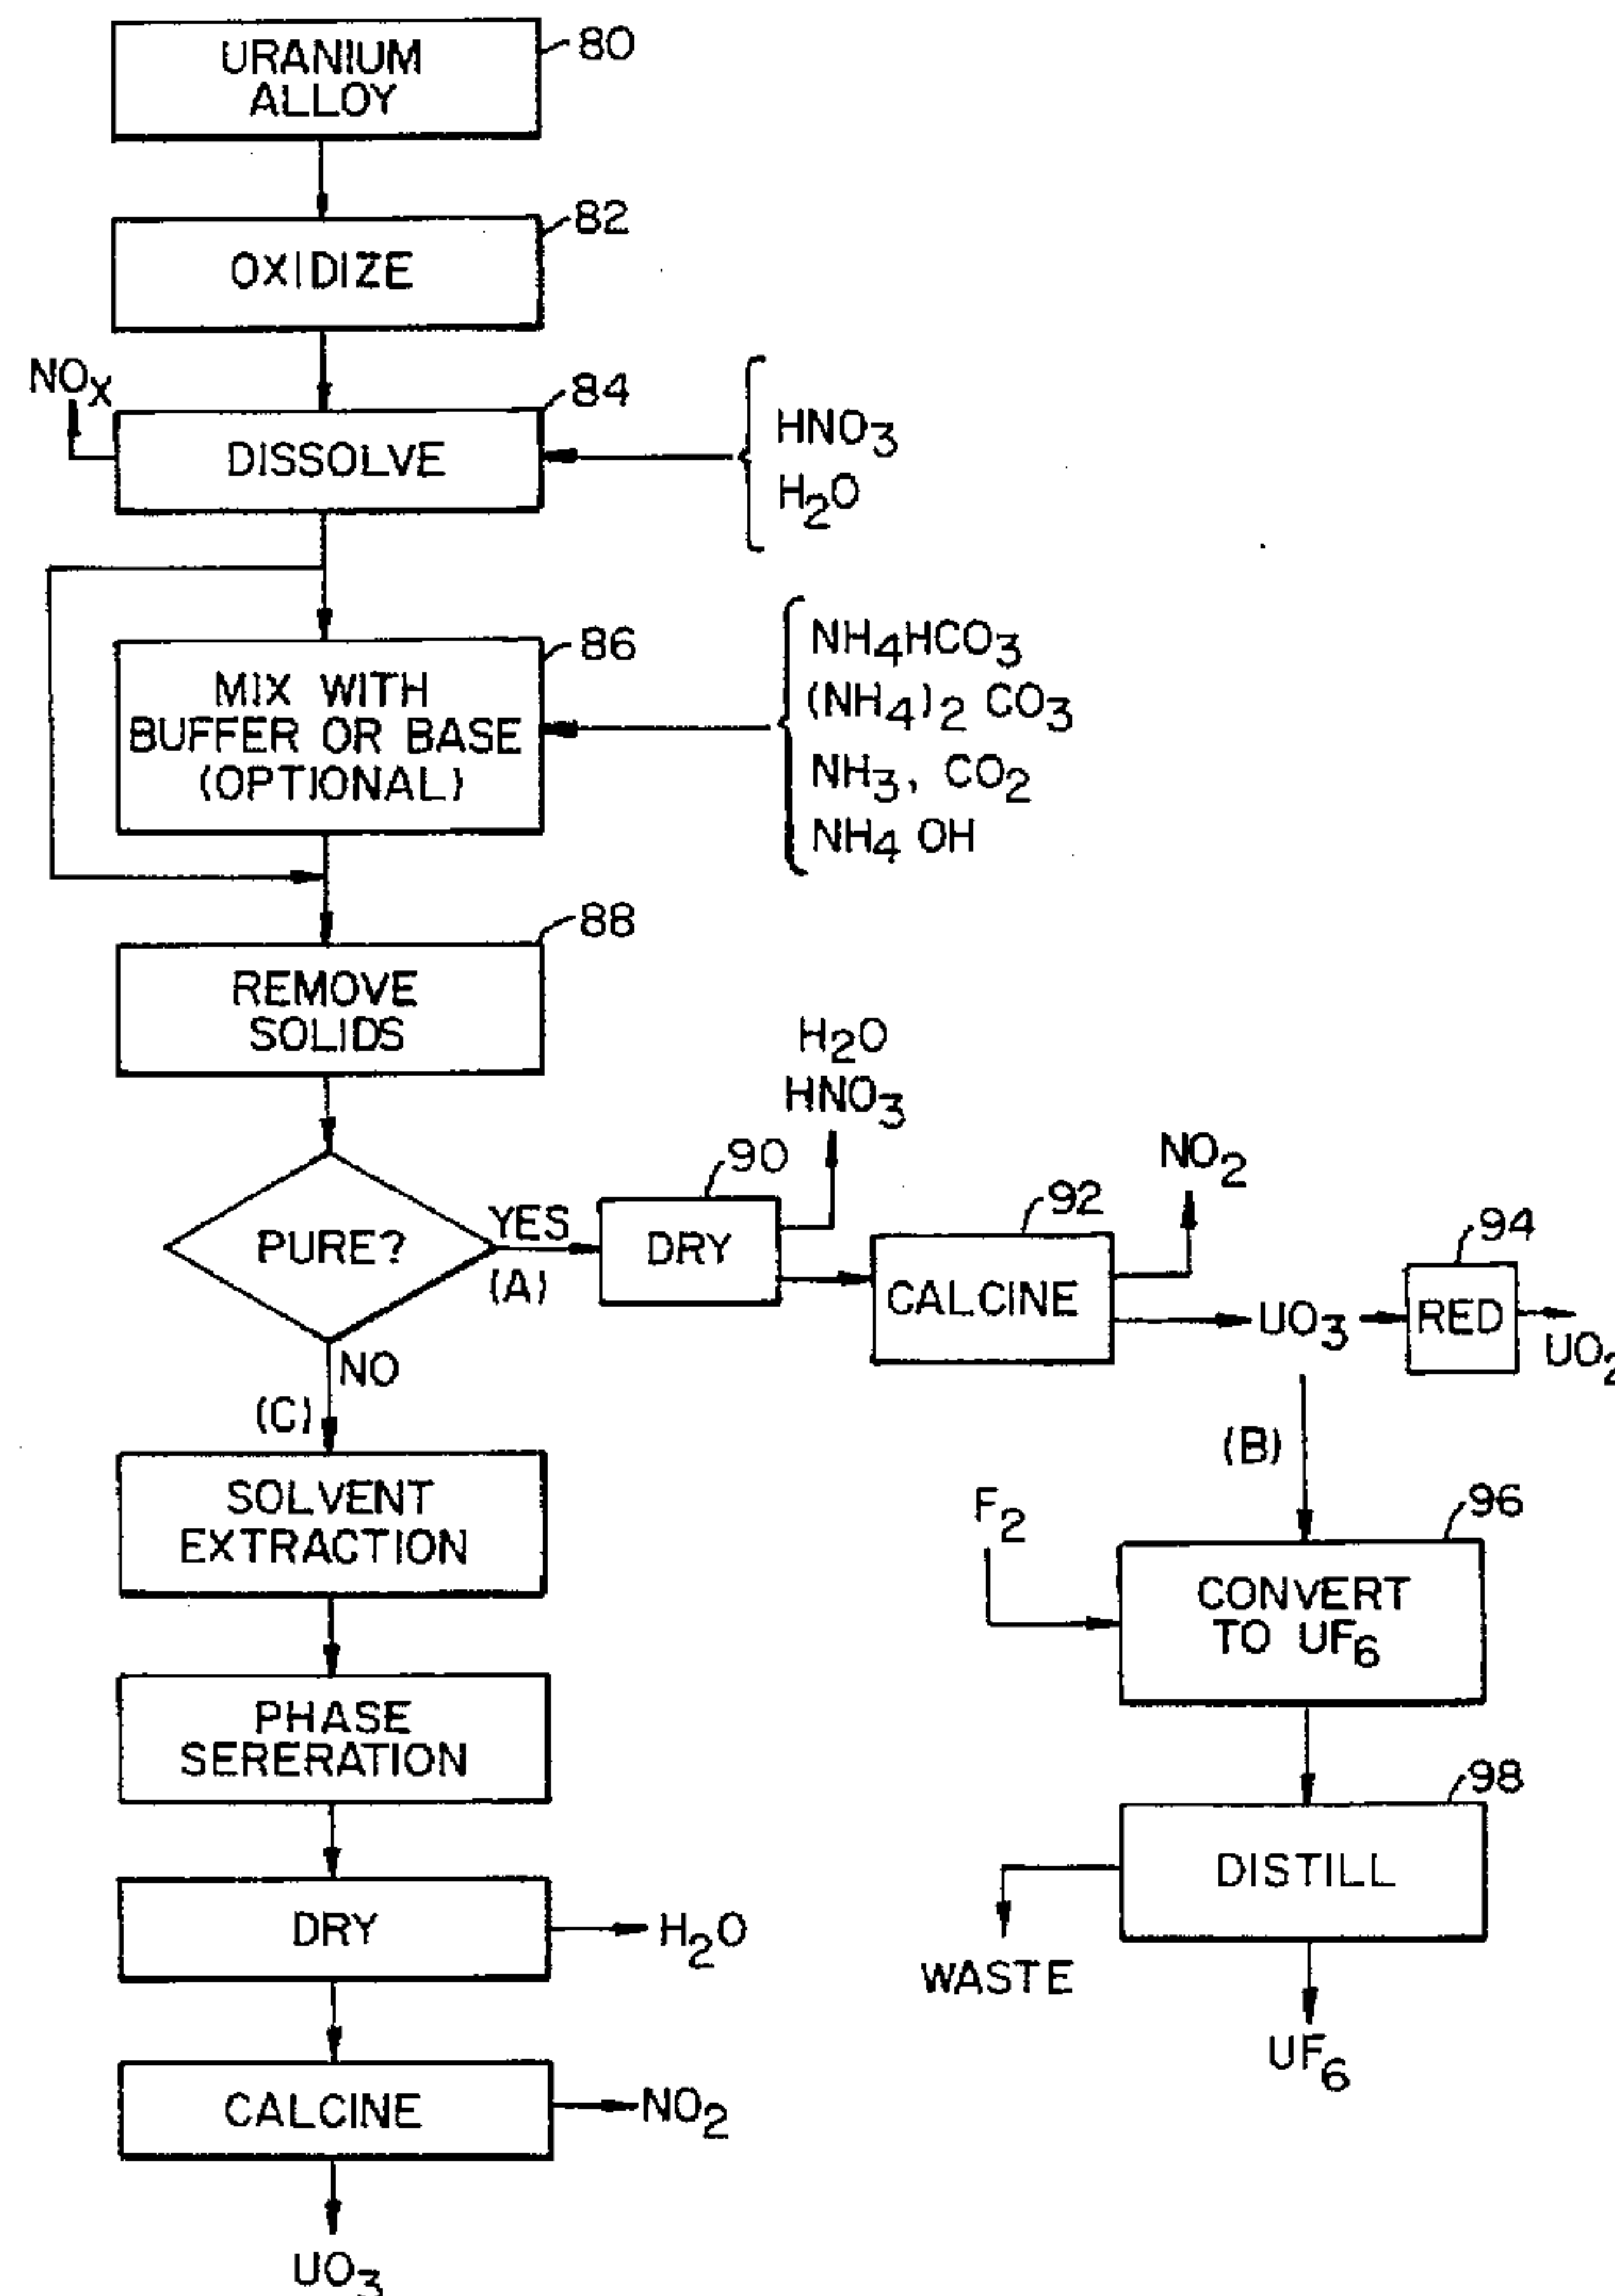 URANIUM
ALLOY
80
OXIDIZE
82
NOX
DISSOLVE
84
HNO3
H2O
MIX WITH
BUFFER OR BASE
(OPTIONAL)
86
NH4HCO3
(NH4)2 CO3
NH3, CO2
NH4 OH
REMOVE
SOLIDS
88
PURE?
YES
(A)
NO
(C)
DRY
90
H2O
HNO3
CALCINE
92
NO2
UO3
RED
94
UO2
(B)
F2
CONVERT
TO UF6
96
DISTILL
98
WASTE
UF6
SOLVENT
EXTRACTION
PHASE
SERERATION
DRY
H2O
CALCINE
NO2
UO3